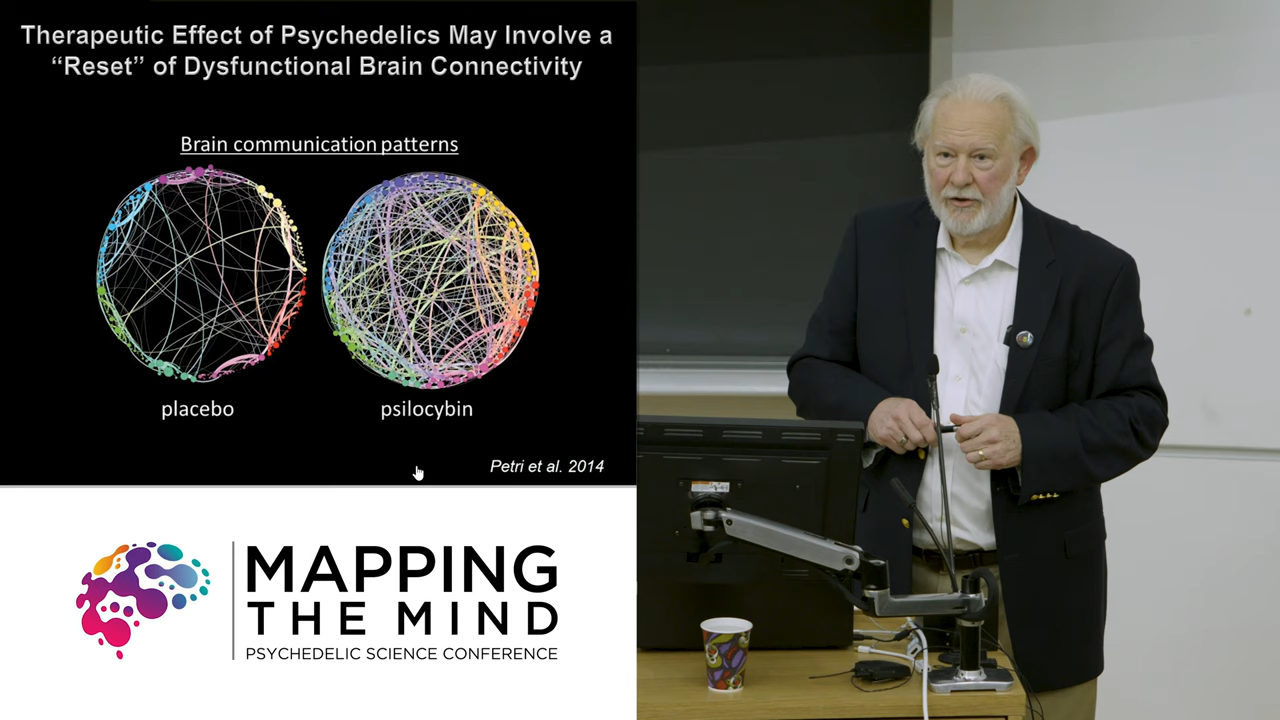 Therapeutic Effect of Psychedelics May Involve a
“Reset” of Dysfunctional Brain Connectivity
Brain communication patterns
placebo
psilocybin
Petri et al. 2014
MAPPING
THE MIND
PSYCHEDELIC SCIENCE CONFERENCE